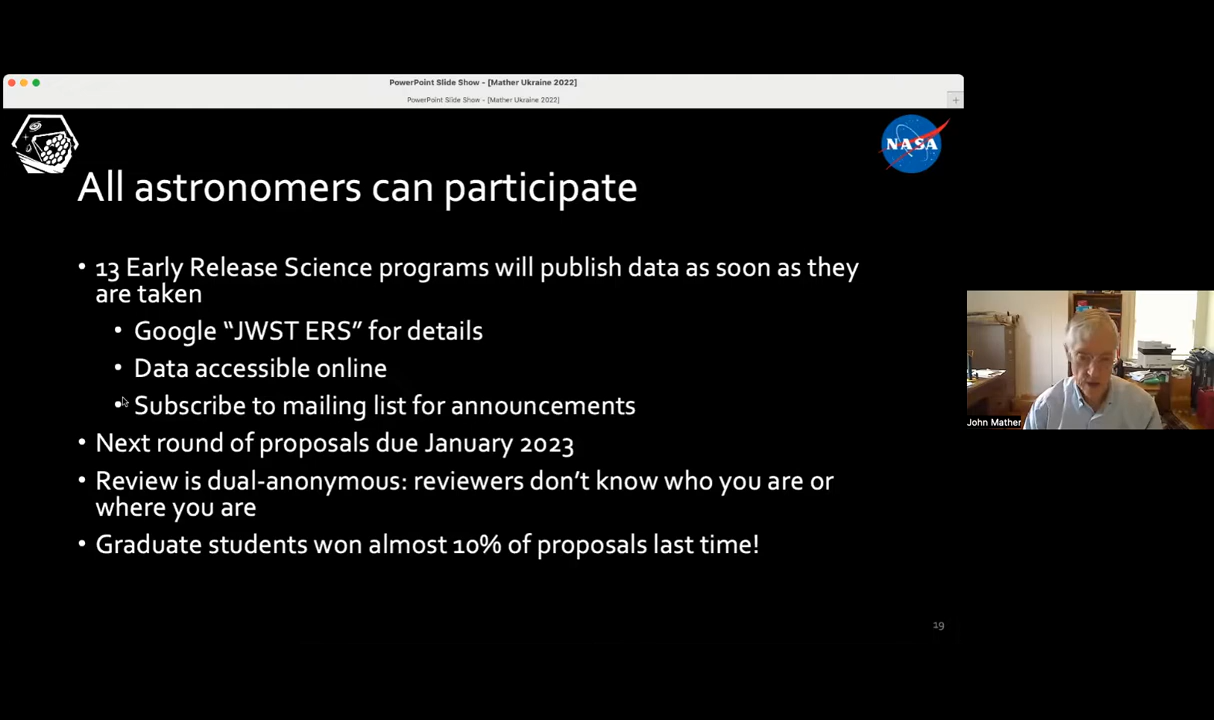 PowerPoint Slide Show - [Mather Ukraine 2022]
PowerPoint Slide Show - [Mather Ukraine 2022]
NASA
All astronomers can participate
• 13 Early Release Science programs will publish data as soon as they
are taken
• Google “JWST ERS” for details
• Data accessible online
• Subscribe to mailing list for announcements
• Next round of proposals due January 2023
• Review is dual-anonymous: reviewers don’t know who you are or
where you are
• Graduate students won almost 10% of proposals last time!
John Mather
19